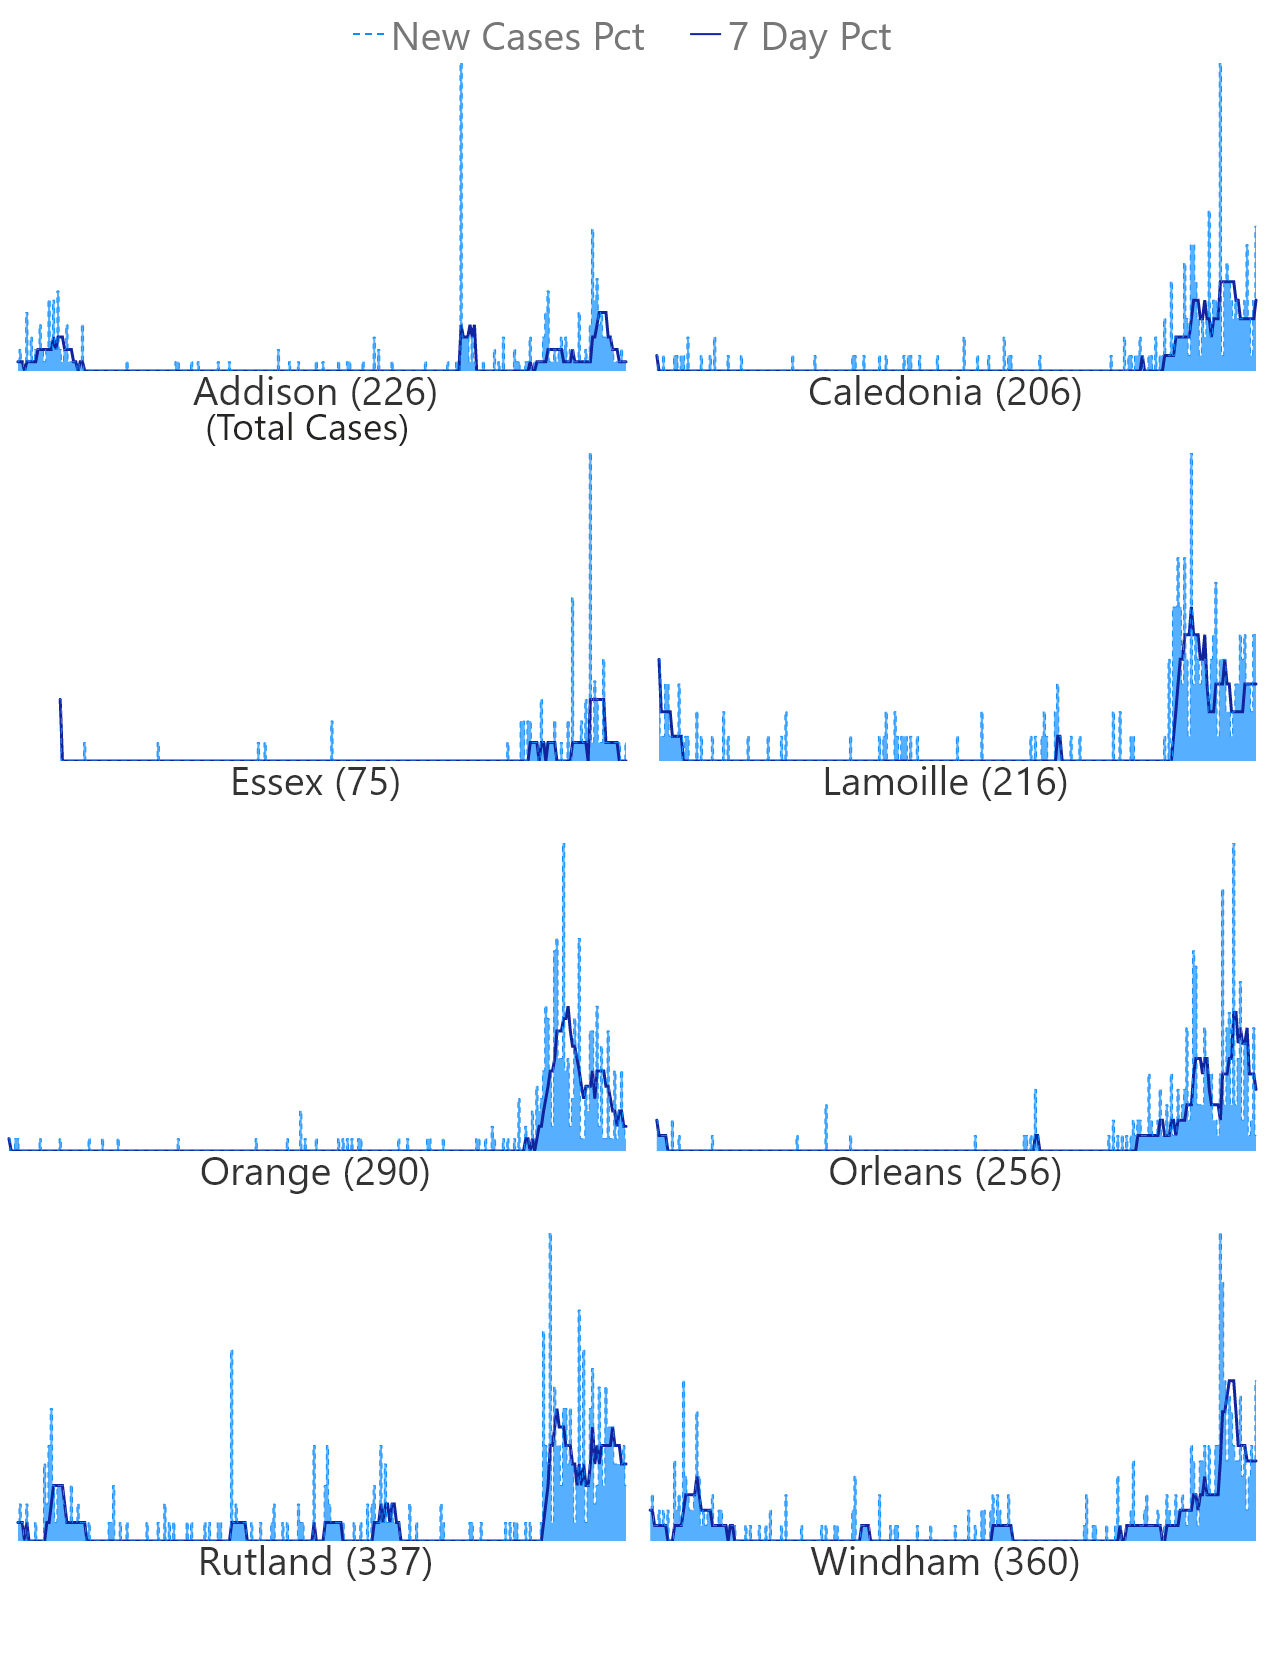 New Cases Pct 7 Day Pct
Addison (226) Caledonia (206)
(Total Cases)
Essex (75) Lamoille (216)
Orange (290) Orleans (256)
Rutland (337) Windham (360)